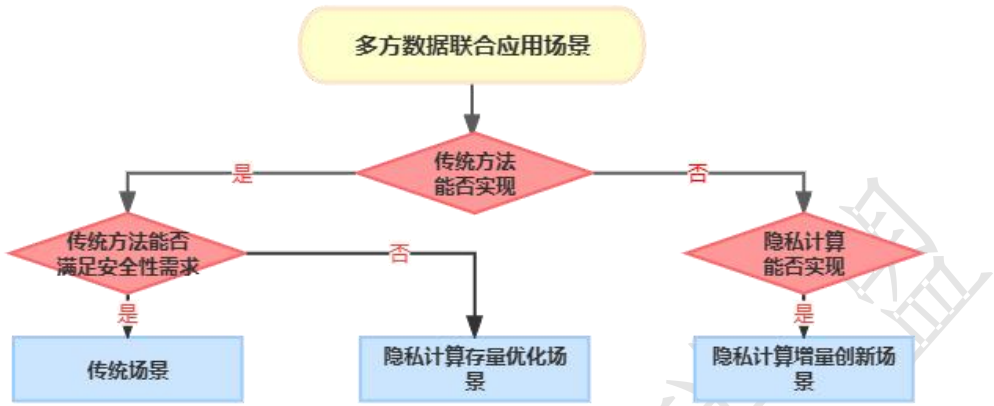 多方数据联合应用场景
传统方法
能否实现
是
否
传统方法能否
满足安全性需求
否
隐私计算
能否实现
是
是
传统场景
隐私计算存量优化场
景
隐私计算增量创新场
景